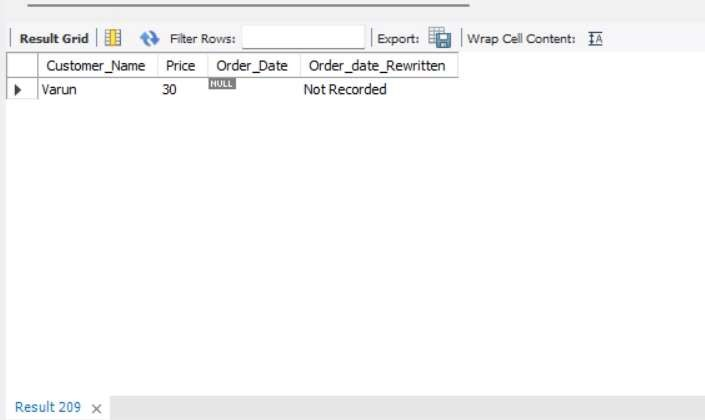 Result Grid Filter Rows: Export: Wrap Cell Content: IA
Customer_Name Price Order_Date Order_date_Rewritten
Varun 30 NULL Not Recorded
Result 209 ×